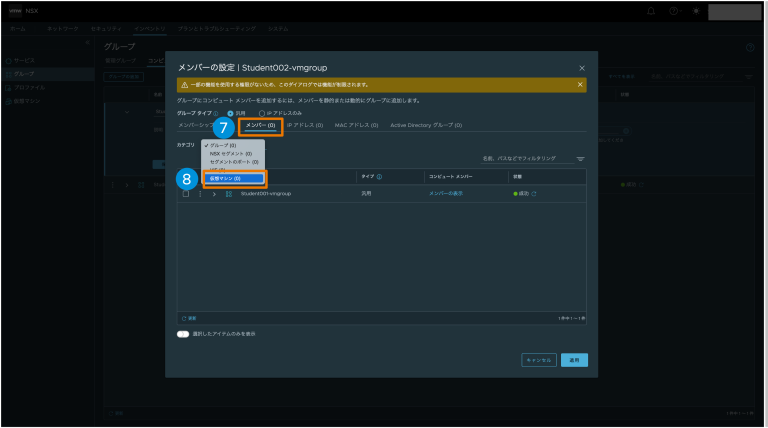 vmw NSX
ホーム ネットワーク セキュリティ インベントリ プランとトラブルシューティング システム
グループ
サービス
グループ
プロファイル
仮想マシン
メンバーの設定 | Student002-vmgroup
一部の機能を使用する権限がないため、このダイアログでは機能が制限されます。
グループにコンピュート メンバーを追加するには、メンバーを静的または動的にグループに追加します。
グループ タイプ 汎用 IP アドレスのみ
7
メンバーシップ メンバー (0) IP アドレス (0) MAC アドレス (0) Active Directory グループ (0)
カテゴリ
グループ (0)
NSX セグメント (0)
セグメントのポート (0)
8
仮想マシン (0)
名前、パスなどでフィルタリング
タイプ コンピュート メンバー 状態
Student001-vmgroup 汎用 メンバーの表示 成功
更新
1 件中 1 - 1 件
選択したアイテムのみを表示
キャンセル 適用